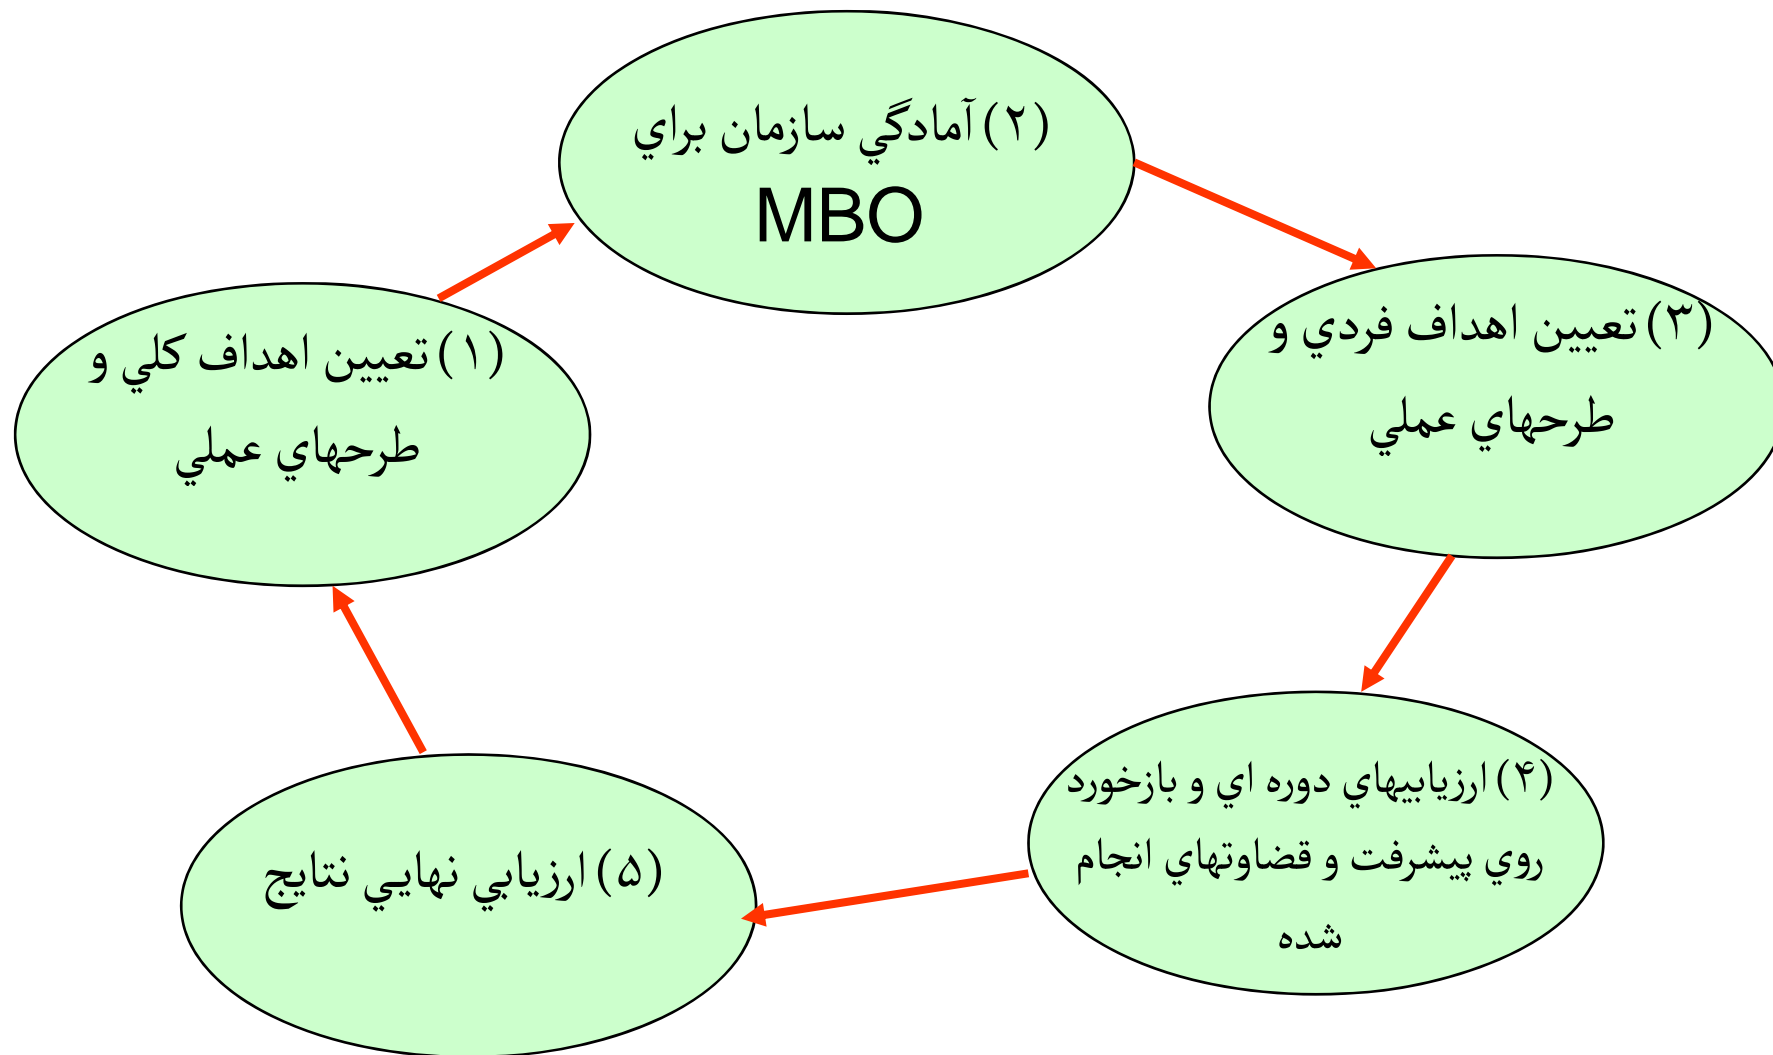 (۱) تعيين اهداف كلي و
طرحهاي عملي
(۲) آمادگي سازمان براي
MBO
(۳) تعيين اهداف فردي و
طرحهاي عملي
(۴) ارزيابيهاي دوره اي و بازخورد
روي پيشرفت و قضاوتهاي انجام
شده
(۵) ارزيابي نهايي نتايج